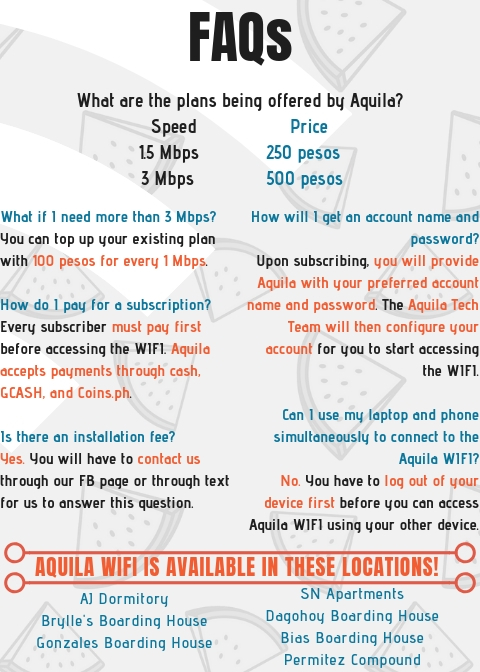 FAQs
What are the plans being offered by Aquila?
Speed Price
1.5 Mbps 250 pesos
3 Mbps 500 pesos
What if I need more than 3 Mbps?
You can top up your existing plan
with 100 pesos for every 1 Mbps.
How do I pay for a subscription?
Every subscriber must pay first
before accessing the WIFI. Aquila
accepts payments through cash,
GCASH, and Coins.ph.
Is there an installation fee?
Yes. You will have to contact us
through our FB page or through text
for us to answer this question.
How will I get an account name and
password?
Upon subscribing, you will provide
Aquila with your preferred account
name and password. The Aquila Tech
Team will then configure your
account for you to start accessing
the WIFI.
Can I use my laptop and phone
simultaneously to connect to the
Aquila WIFI?
No. You have to log out of your
device first before you can access
Aquila WIFI using your other device.
AQUILA WIFI IS AVAILABLE IN THESE LOCATIONS!
AJ Dormitory
Brylle's Boarding House
Gonzales Boarding House
SN Apartments
Dagohoy Boarding House
Bias Boarding House
Permitez Compound